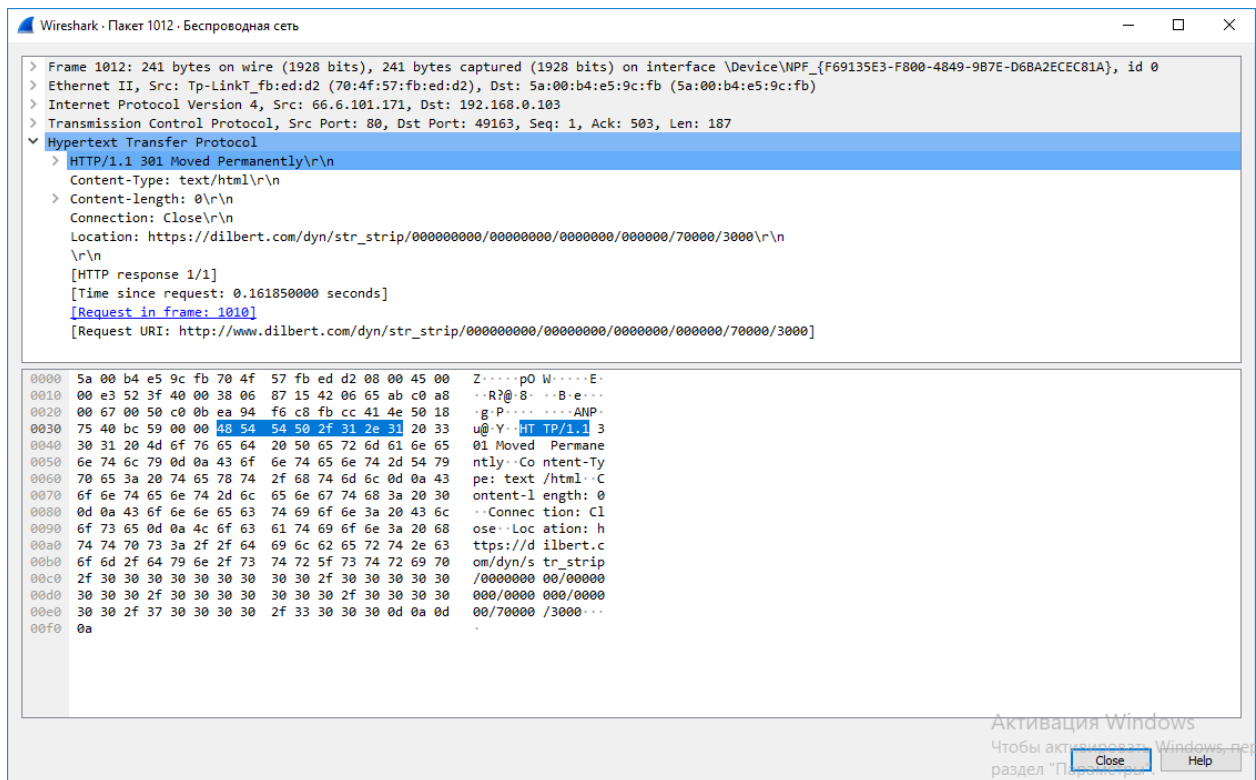 Wireshark · Пакет 1012 · Беспроводная сеть
Frame 1012: 241 bytes on wire (1928 bits), 241 bytes captured (1928 bits) on interface \Device\NPF_{F69135E3-F800-4849-9B7E-D6BA2ECEC81A}, id 0
Ethernet II, Src: Tp-LinkT_fb:ed:d2 (70:4f:57:fb:ed:d2), Dst: 5a:00:b4:e5:9c:fb (5a:00:b4:e5:9c:fb)
Internet Protocol Version 4, Src: 66.6.101.171, Dst: 192.168.0.103
Transmission Control Protocol, Src Port: 80, Dst Port: 49163, Seq: 1, Ack: 503, Len: 187
Hypertext Transfer Protocol
HTTP/1.1 301 Moved Permanently\r\n
Content-Type: text/html\r\n
Content-length: 0\r\n
Connection: Close\r\n
Location: https://dilbert.com/dyn/str_strip/000000000/00000000/0000000/000000/70000/3000\r\n
\r\n
[HTTP response 1/1]
[Time since request: 0.161850000 seconds]
[Request in frame: 1010]
[Request URI: http://www.dilbert.com/dyn/str_strip/000000000/00000000/0000000/000000/70000/3000]
0000 5a 00 b4 e5 9c fb 70 4f 57 fb ed d2 08 00 45 00 Z·····pO W·····E·
0010 00 e3 52 3f 40 00 38 06 87 15 42 06 65 ab c0 a8 ··R?@·8· ··B·e···
0020 00 67 00 50 c0 0b ea 94 f6 c8 fb cc 41 4e 50 18 ·g·P···· ····ANP·
0030 75 40 bc 59 00 00 48 54 54 50 2f 31 2e 31 20 33 u@·Y··HT TP/1.1 3
0040 30 31 20 4d 6f 76 65 64 20 50 65 72 6d 61 6e 65 01 Moved Permane
0050 6e 74 6c 79 0d 0a 43 6f 6e 74 65 6e 74 2d 54 79 ntly··Co ntent-Ty
0060 70 65 3a 20 74 65 78 74 2f 68 74 6d 6c 0d 0a 43 pe: text /html··C
0070 6f 6e 74 65 6e 74 2d 6c 65 6e 67 74 68 3a 20 30 ontent-l ength: 0
0080 0d 0a 43 6f 6e 6e 65 63 74 69 6f 6e 3a 20 43 6c ··Connec tion: Cl
0090 6f 73 65 0d 0a 4c 6f 63 61 74 69 6f 6e 3a 20 68 ose··Loc ation: h
00a0 74 74 70 73 3a 2f 2f 64 69 6c 62 65 72 74 2e 63 ttps://d ilbert.c
00b0 6f 6d 2f 64 79 6e 2f 73 74 72 5f 73 74 72 69 70 om/dyn/s tr_strip
00c0 2f 30 30 30 30 30 30 30 30 30 2f 30 30 30 30 30 /0000000 00/00000
00d0 30 30 30 2f 30 30 30 30 30 30 30 2f 30 30 30 30 000/0000 000/0000
00e0 30 30 2f 37 30 30 30 30 2f 33 30 30 30 0d 0a 0d 00/70000 /3000···
00f0 0a ·
Активация Windows
Чтобы активировать Windows, пер
раздел "Параметры"
Close Help